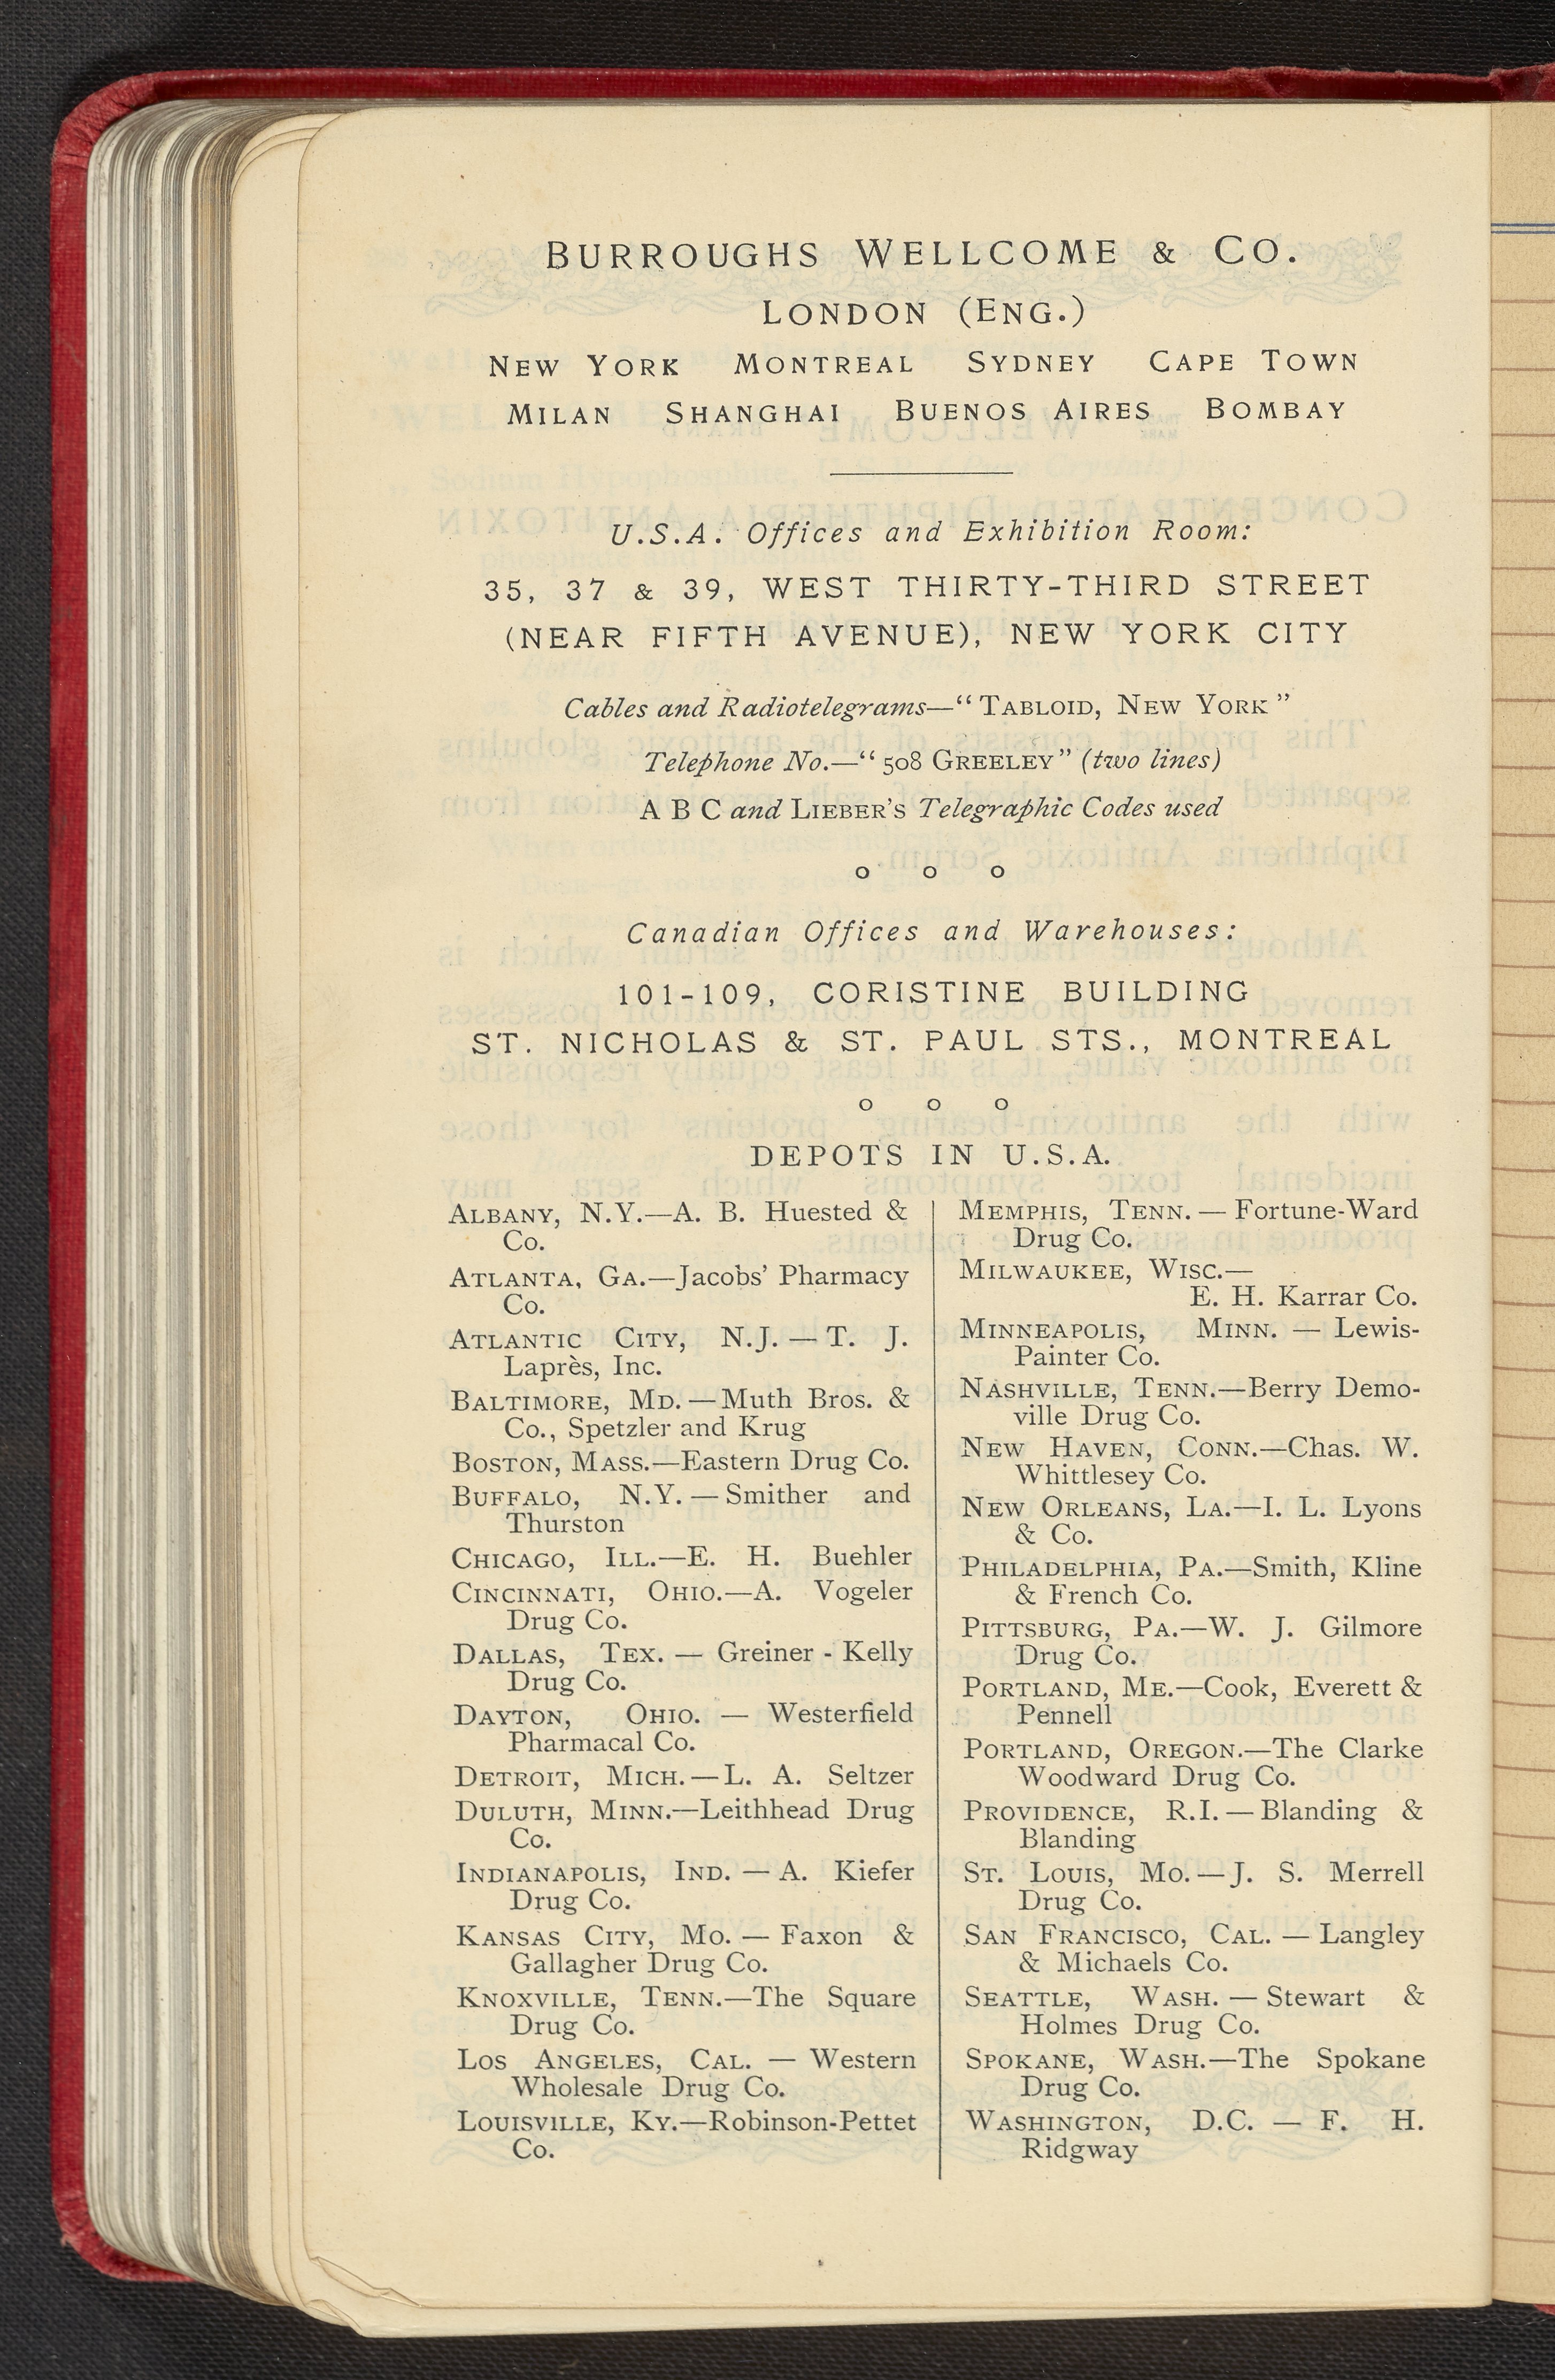 BURROUGHS WELLCOME & CO.
LONDON (ENG.)
NEW YORK MONTREAL SYDNEY CAPE TOWN
MILAN SHANGHAI BUENOS AIRES BOMBAY
U.S.A. Offices and Exhibition Room:
35, 37 & 39, WEST THIRTY-THIRD STREET
(NEAR FIFTH AVENUE), NEW YORK CITY
Cables and Radiotelegrams—“TABLOID, NEW YORK”
Telephone No.—“508 GREELEY” (two lines)
A B C and LIEBER’S Telegraphic Codes used
Canadian Offices and Warehouses:
101-109, CORISTINE BUILDING
ST. NICHOLAS & ST. PAUL STS., MONTREAL
DEPOTS IN U.S.A.
ALBANY, N.Y.—A. B. Huested &
Co.
ATLANTA, GA.—Jacobs’ Pharmacy
Co.
ATLANTIC CITY, N.J.—T. J.
Laprès, Inc.
BALTIMORE, MD.—Muth Bros. &
Co., Spetzler and Krug
BOSTON, MASS.—Eastern Drug Co.
BUFFALO, N.Y.—Smither and
Thurston
CHICAGO, ILL.—E. H. Buehler
CINCINNATI, OHIO.—A. Vogeler
Drug Co.
DALLAS, TEX. — Greiner - Kelly
Drug Co.
DAYTON, OHIO. — Westerfield
Pharmacal Co.
DETROIT, MICH.—L. A. Seltzer
DULUTH, MINN.—Leithhead Drug
Co.
INDIANAPOLIS, IND. — A. Kiefer
Drug Co.
KANSAS CITY, MO. — Faxon &
Gallagher Drug Co.
KNOXVILLE, TENN.—The Square
Drug Co.
LOS ANGELES, CAL. — Western
Wholesale Drug Co.
LOUISVILLE, KY.—Robinson-Pettet
Co.
MEMPHIS, TENN. — Fortune-Ward
Drug Co.
MILWAUKEE, WISC.—
E. H. Karrar Co.
MINNEAPOLIS, MINN. — Lewis-
Painter Co.
NASHVILLE, TENN.—Berry Demo-
ville Drug Co.
NEW HAVEN, CONN.—Chas. W.
Whittlesey Co.
NEW ORLEANS, LA.—I. L. Lyons
& Co.
PHILADELPHIA, PA.—Smith, Kline
& French Co.
PITTSBURG, PA.—W. J. Gilmore
Drug Co.
PORTLAND, ME.—Cook, Everett &
Pennell
PORTLAND, OREGON.—The Clarke
Woodward Drug Co.
PROVIDENCE, R.I.—Blanding &
Blanding
ST. LOUIS, MO.—J. S. Merrell
Drug Co.
SAN FRANCISCO, CAL. — Langley
& Michaels Co.
SEATTLE, WASH. — Stewart &
Holmes Drug Co.
SPOKANE, WASH.—The Spokane
Drug Co.
WASHINGTON, D.C. — F. H.
Ridgway